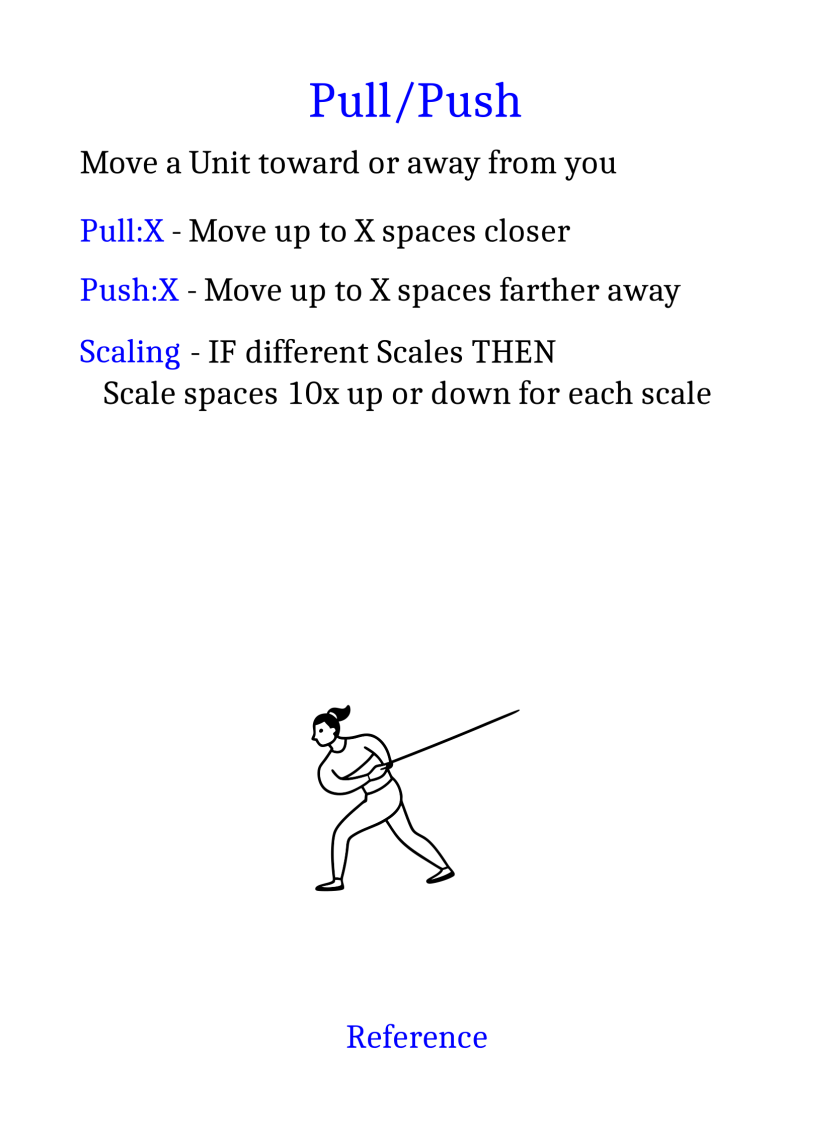 Pull/Push
Move a Unit toward or away from you
Pull:X - Move up to X spaces closer
Push:X - Move up to X spaces farther away
Scaling - IF different Scales THEN
Scale spaces 10x up or down for each scale
Reference